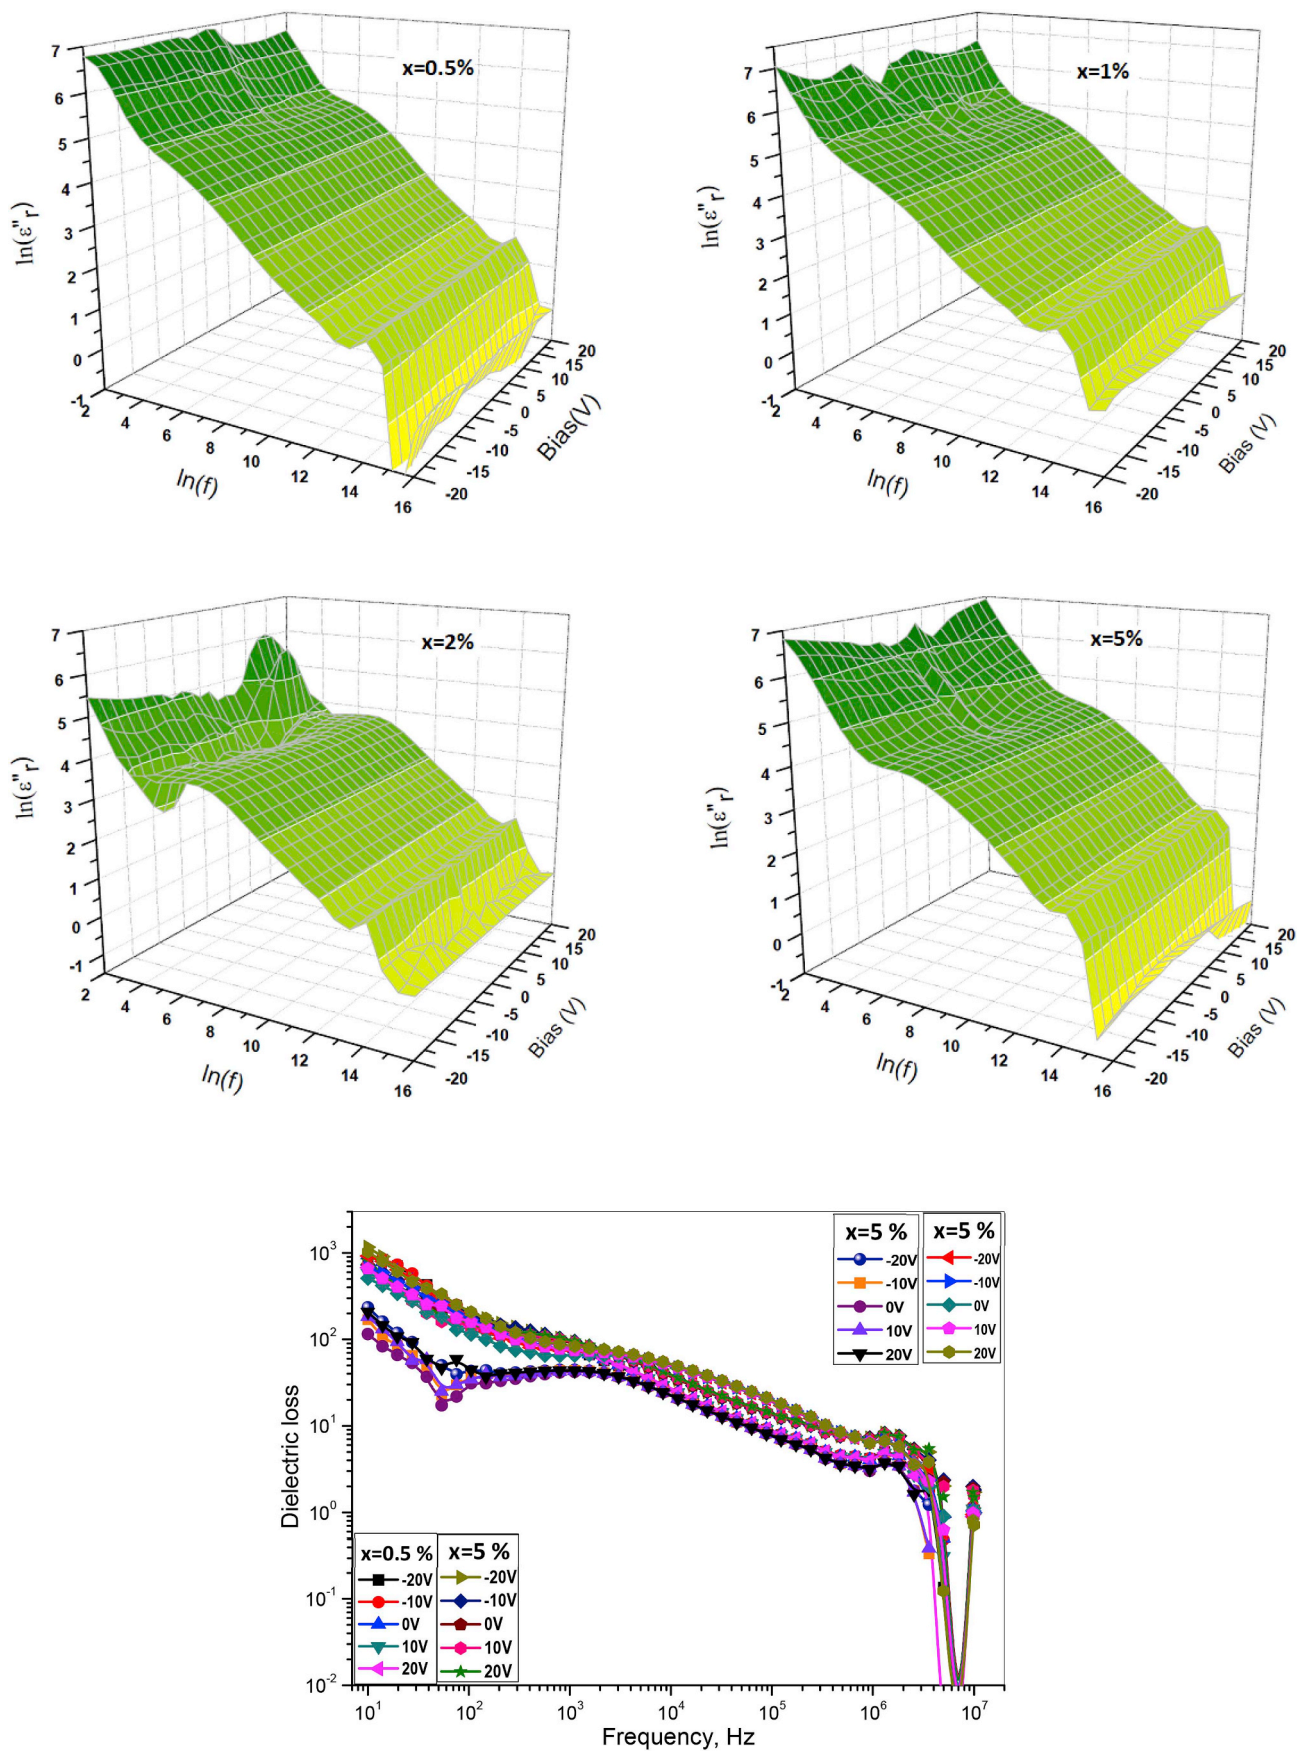 x=0.5%
ln(ε"r)
7
6
5
4
3
2
1
0
-1
2
4
6
8
10
12
14
16
ln(f)
-20
-15
-10
-5
0
5
10
15
20
Bias(V)
x=1%
ln(ε"r)
7
6
5
4
3
2
1
0
-1
2
4
6
8
10
12
14
16
ln(f)
-20
-15
-10
-5
0
5
10
15
20
Bias (V)
x=2%
ln(ε"r)
7
6
5
4
3
2
1
0
-1
2
4
6
8
10
12
14
16
ln(f)
-20
-15
-10
-5
0
5
10
15
20
Bias (V)
x=5%
ln(ε"r)
7
6
5
4
3
2
1
0
-1
2
4
6
8
10
12
14
16
ln(f)
-20
-15
-10
-5
0
5
10
15
20
Bias (V)
Dielectric loss
10³
10²
10¹
10⁰
10⁻¹
10⁻²
x=5 %
-20V
-10V
0V
10V
20V
x=5 %
-20V
-10V
0V
10V
20V
x=0.5 %
-20V
-10V
0V
10V
20V
x=5 %
-20V
-10V
0V
10V
20V
10¹
10²
10³
10⁴
10⁵
10⁶
10⁷
Frequency, Hz